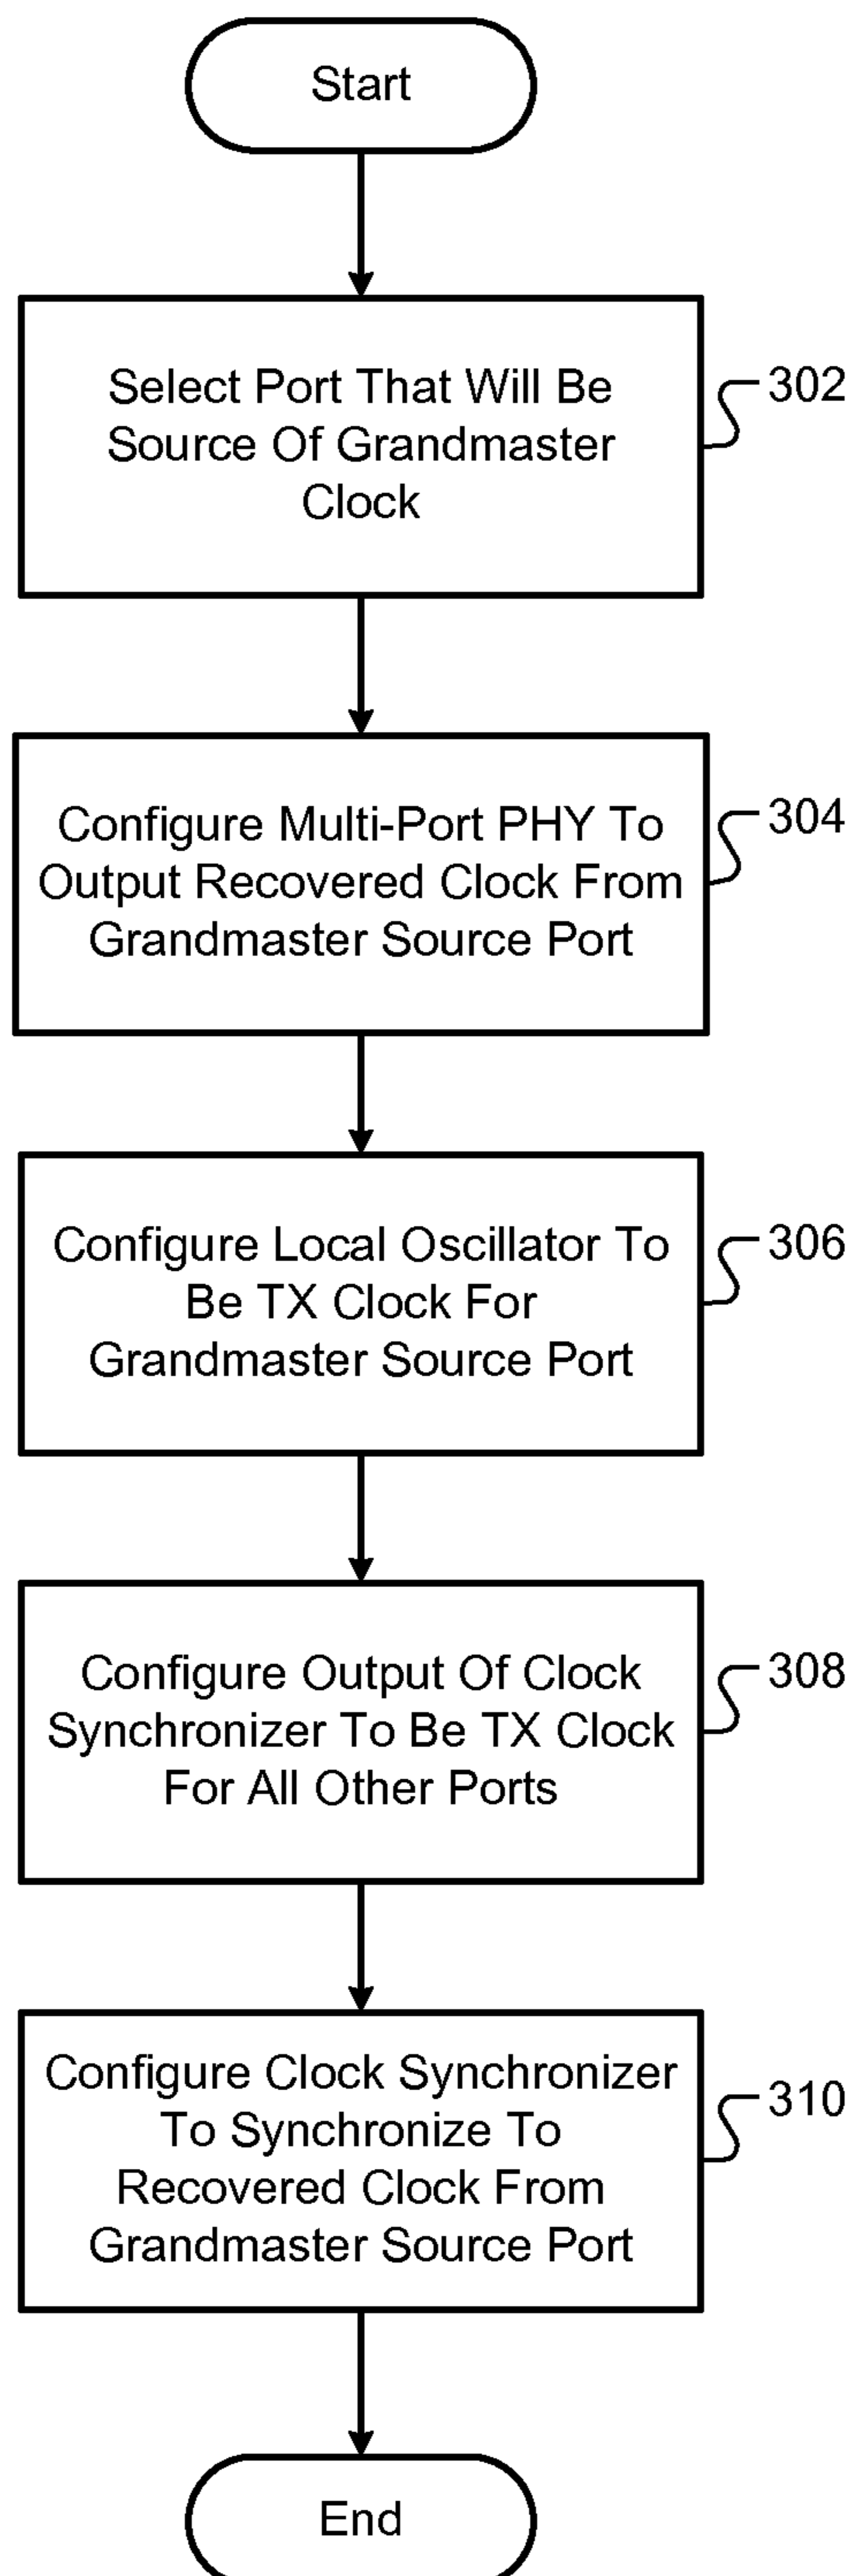 Start
Select Port That Will Be
Source Of Grandmaster
Clock
302
Configure Multi-Port PHY To
Output Recovered Clock From
Grandmaster Source Port
304
Configure Local Oscillator To
Be TX Clock For
Grandmaster Source Port
306
Configure Output Of Clock
Synchronizer To Be TX Clock
For All Other Ports
308
Configure Clock Synchronizer
To Synchronize To
Recovered Clock From
Grandmaster Source Port
310
End